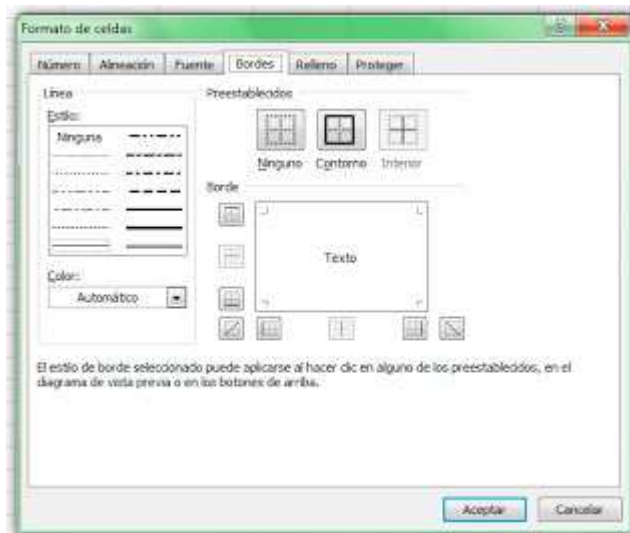 Formato de celdas
Número Alineación Fuente Bordes Relleno Proteger
Línea
Estilo:
Ninguna
Color:
Automático
Preestablecidos
Ninguno Contorno Interior
Borde
Texto
El estilo de borde seleccionado puede aplicarse al hacer clic en alguno de los preestablecidos, en el
diagrama de vista previa o en los botones de arriba.
Aceptar Cancelar